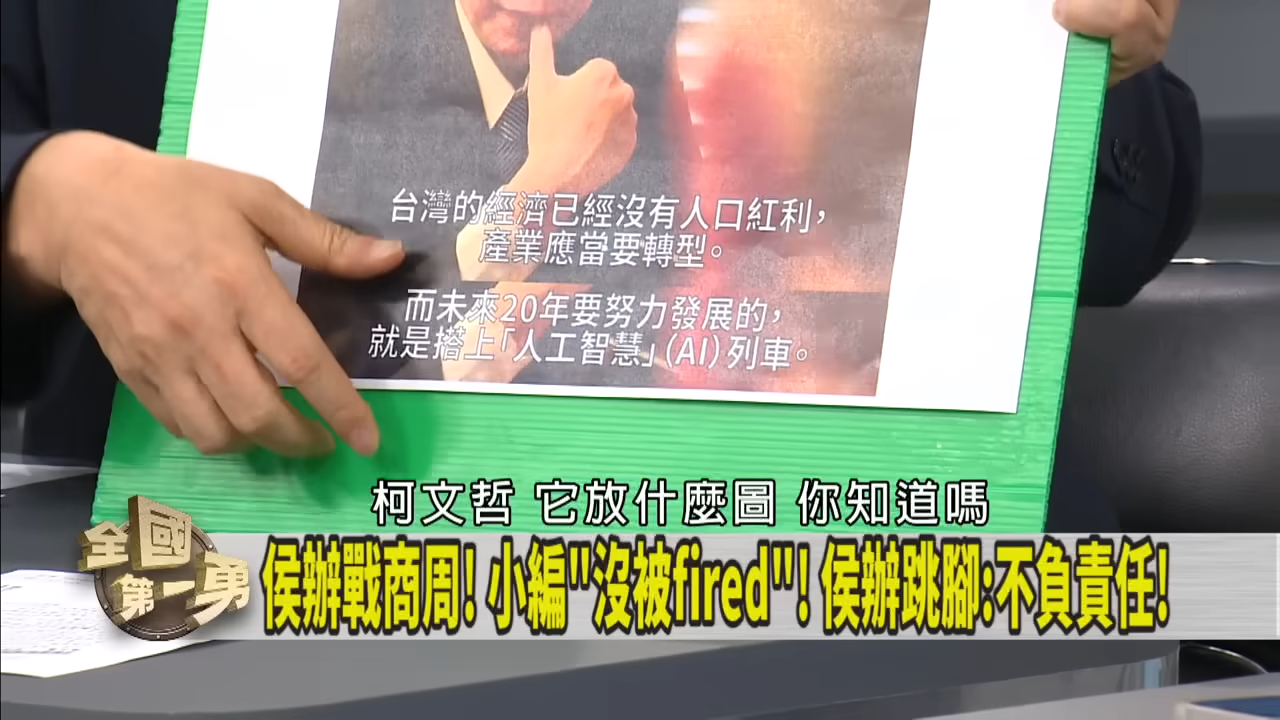 台灣的經濟已經沒有人口紅利,
產業應當要轉型。
而未來20年要努力發展的,
就是搭上「人工智慧」(AI)列車。
柯文哲 它放什麼圖 你知道嗎
全國
第一勇
侯辦戰商周! 小編"沒被fired"! 侯辦跳腳:不負責任!